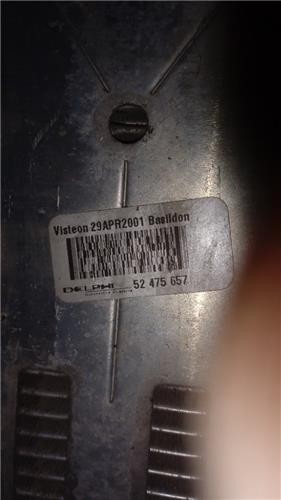 Visteon 29APR2001 Basildon
DELPHI 52 475 657